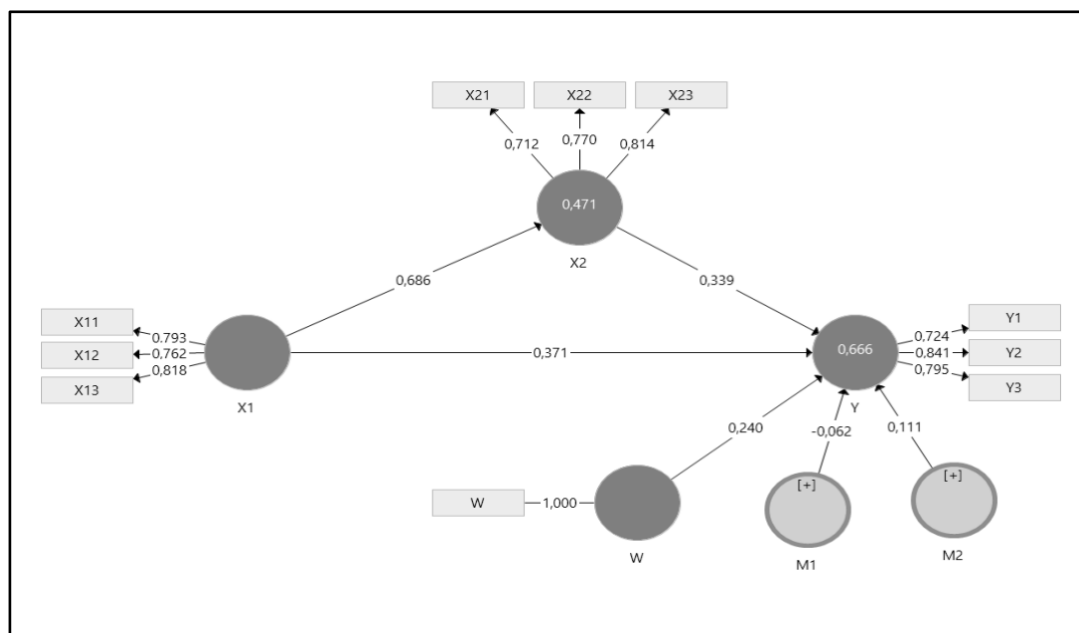 X21
X22
X23
0,712
0,770
0,814
0,471
X2
0,686
0,339
X11
X12
X13
0,793
0,762
0,818
X1
0,371
0,666
Y
0,724
0,841
0,795
Y1
Y2
Y3
0,240
-0,062
0,111
W
1,000
W
[+]
M1
[+]
M2